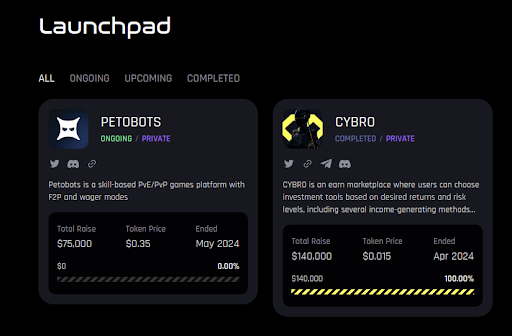 Launchpad
ALL ONGOING UPCOMING COMPLETED
PETOBOTS
ONGOING / PRIVATE
Petobots is a skill-based PvE/PvP games platform with
F2P and wager modes
Total Raise Token Price Ended
$75,000 $0.35 May 2024
$0 0.00%
CYBRO
COMPLETED / PRIVATE
CYBRO is an earn marketplace where users can choose
investment tools based on desired returns and risk
levels, including several income-generating methods...
Total Raise Token Price Ended
$140,000 $0.015 Apr 2024
$140,000 100.00%